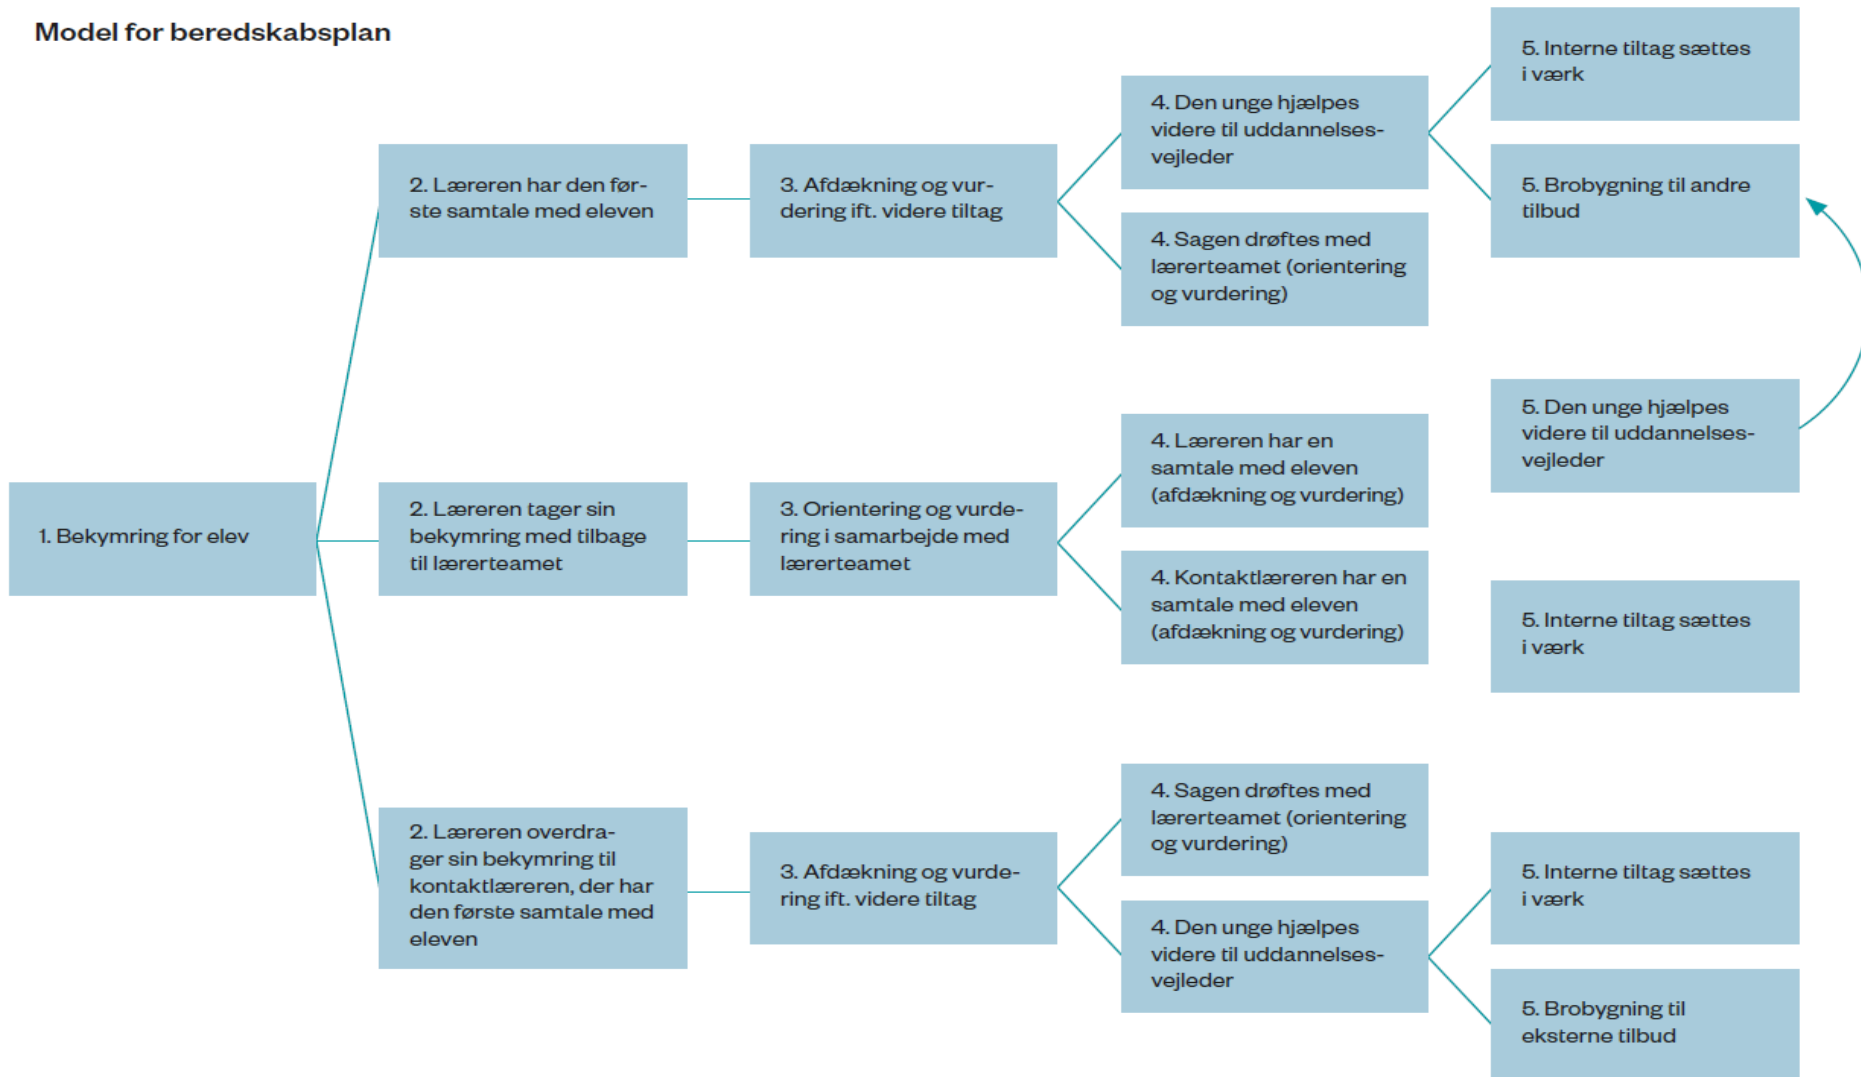 Model for beredskabsplan
1. Bekymring for elev
2. Læreren har den før-
ste samtale med eleven
3. Afdækning og vur-
dering ift. videre tiltag
4. Den unge hjælpes
videre til uddannelses-
vejleder
4. Sagen drøftes med
lærerteamet (orientering
og vurdering)
5. Interne tiltag sættes
i værk
5. Brobygning til andre
tilbud
2. Læreren tager sin
bekymring med tilbage
til lærerteamet
3. Orientering og vurde-
ring i samarbejde med
lærerteamet
4. Læreren har en
samtale med eleven
(afdækning og vurdering)
4. Kontaktlæreren har en
samtale med eleven
(afdækning og vurdering)
5. Den unge hjælpes
videre til uddannelses-
vejleder
5. Interne tiltag sættes
i værk
2. Læreren overdra-
ger sin bekymring til
kontaktlæreren, der har
den første samtale med
eleven
3. Afdækning og vurde-
ring ift. videre tiltag
4. Sagen drøftes med
lærerteamet (orientering
og vurdering)
4. Den unge hjælpes
videre til uddannelses-
vejleder
5. Interne tiltag sættes
i værk
5. Brobygning til
eksterne tilbud